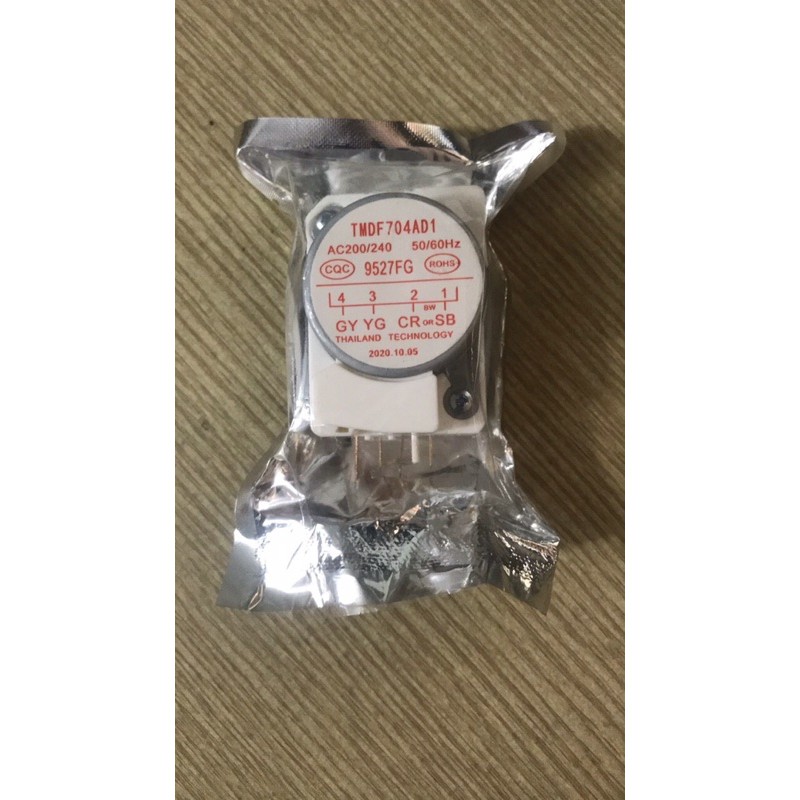 TMDF704AD1
AC200/240 50/60Hz
CQC 9527FG ROHS
4 3 2 1
BW
GY YG CR OR SB
THAILAND TECHNOLOGY
2020.10.05